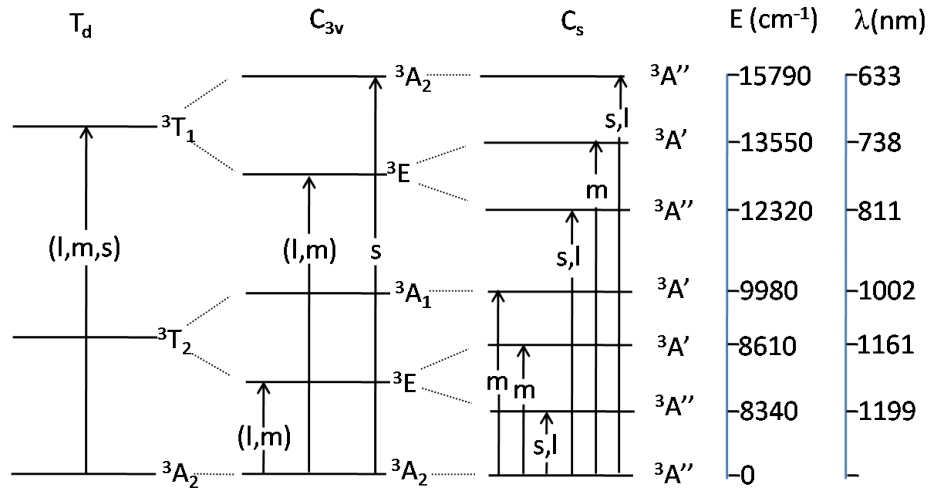 T_d C_3v C_s E (cm⁻¹) λ(nm)
³A₂ ³A’’ 15790 633
³T₁ s,l ³A’ 13550 738
³E m
³A’’ 12320 811
(l,m,s) (l,m) s s,l
³A₁ ³A’ 9980 1002
³T₂ ³A’ 8610 1161
³E m m
³A’’ 8340 1199
(l,m) s,l
³A₂ ³A₂ ³A’’ 0